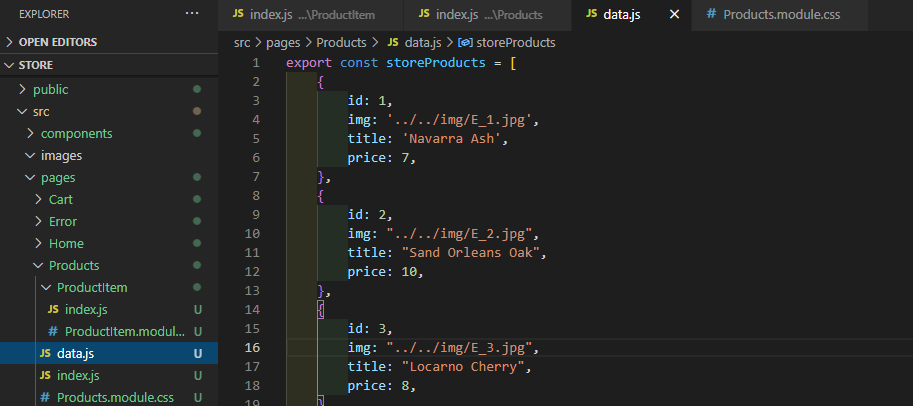 EXPLORER ...
OPEN EDITORS
STORE
public
src
components
images
pages
Cart
Error
Home
Products
ProductItem
JS index.js U
# ProductItem.modul... U
JS data.js U
JS index.js U
# Products.module.css U
JS index.js ...\ProductItem
JS index.js ...\Products
JS data.js
# Products.module.css
src > pages > Products > JS data.js > storeProducts
1 export const storeProducts = [
2 {
3 id: 1,
4 img: '../../img/E_1.jpg',
5 title: 'Navarra Ash',
6 price: 7,
7 },
8 {
9 id: 2,
10 img: "../../img/E_2.jpg",
11 title: "Sand Orleans Oak",
12 price: 10,
13 },
14 {
15 id: 3,
16 img: "../../img/E_3.jpg",
17 title: "Locarno Cherry",
18 price: 8,
19 }